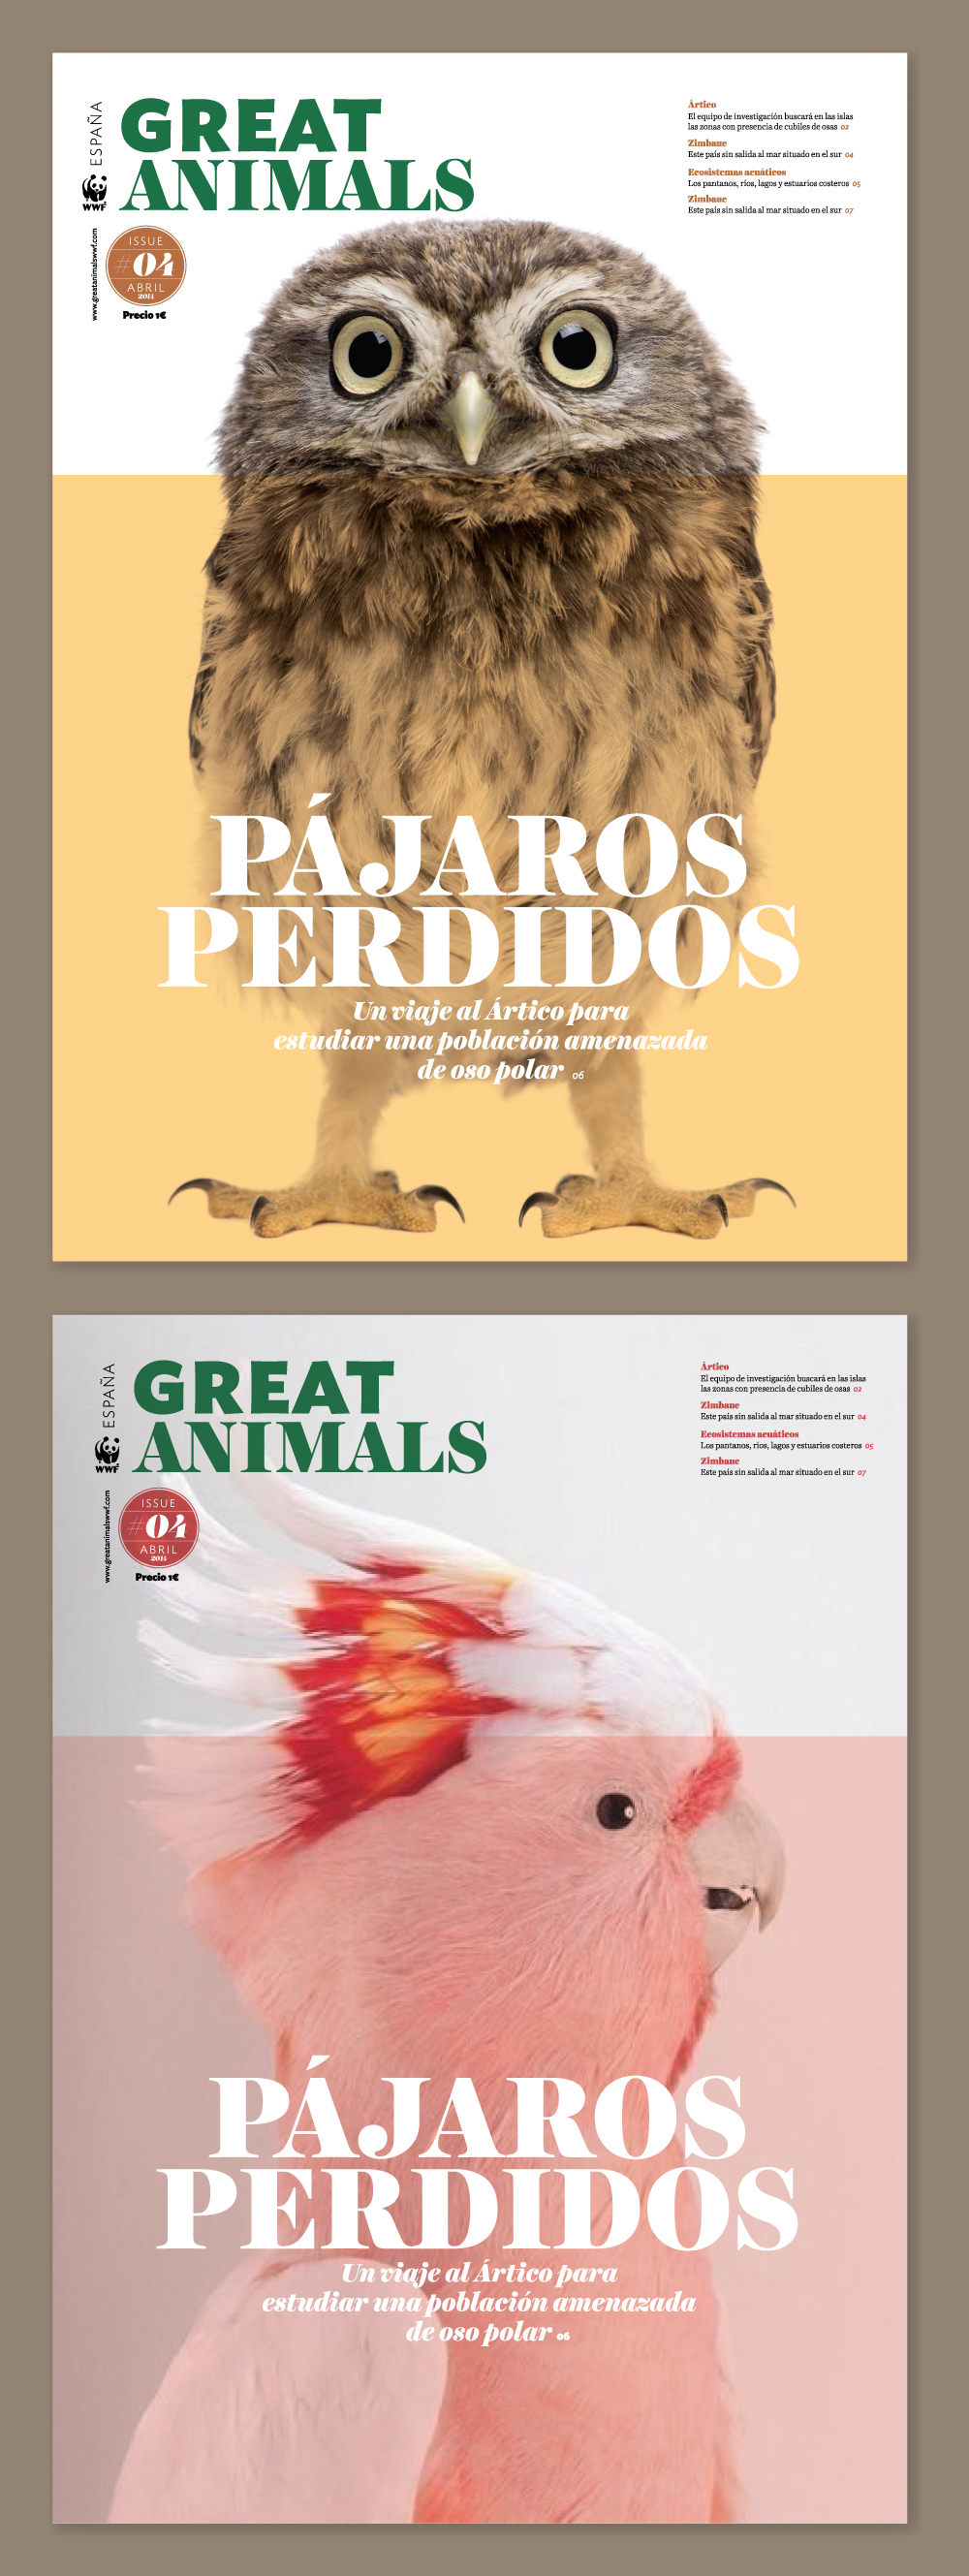 ESPAÑA
WWF
GREAT
ANIMALS
www.greatanimalswwf.com
ISSUE
#04
ABRIL
2014
Precio 1€
Ártico
El equipo de investigación buscará en las islas
las zonas con presencia de cubiles de osas 02
Zimbaue
Este país sin salida al mar situado en el sur 04
Ecosistemas acuáticos
Los pantanos, ríos, lagos y estuarios costeros 05
Zimbaue
Este país sin salida al mar situado en el sur 07
PÁJAROS
PERDIDOS
Un viaje al Ártico para
estudiar una población amenazada
de oso polar 06
ESPAÑA
WWF
GREAT
ANIMALS
www.greatanimalswwf.com
ISSUE
#04
ABRIL
2014
Precio 1€
Ártico
El equipo de investigación buscará en las islas
las zonas con presencia de cubiles de osas 02
Zimbaue
Este país sin salida al mar situado en el sur 04
Ecosistemas acuáticos
Los pantanos, ríos, lagos y estuarios costeros 05
Zimbaue
Este país sin salida al mar situado en el sur 07
PÁJAROS
PERDIDOS
Un viaje al Ártico para
estudiar una población amenazada
de oso polar 06